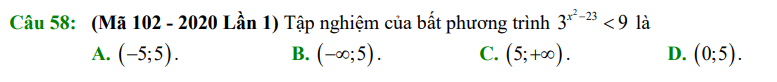 Câu 58: (Mã 102 - 2020 Lần 1) Tập nghiệm của bất phương trình $3^{x^2-23} < 9$ là
A. (−5;5). B. (−∞;5). C. (5;+∞). D. (0;5).